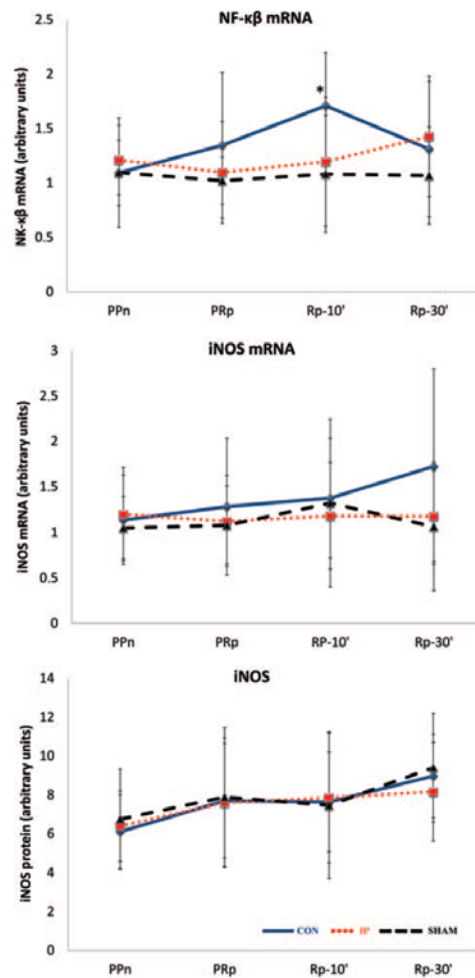 NF-κβ mRNA
NK-κβ mRNA (arbitrary units)
2.5
2
1.5
1
0.5
0
*
PPn PRp Rp-10' Rp-30'
iNOS mRNA
iNOS mRNA (arbitrary units)
3
2.5
2
1.5
1
0.5
0
PPn PRp RP-10' Rp-30'
iNOS
iNOS protein (arbitrary units)
14
12
10
8
6
4
2
0
CON IP SHAM
PPn PRp Rp-10' Rp-30'